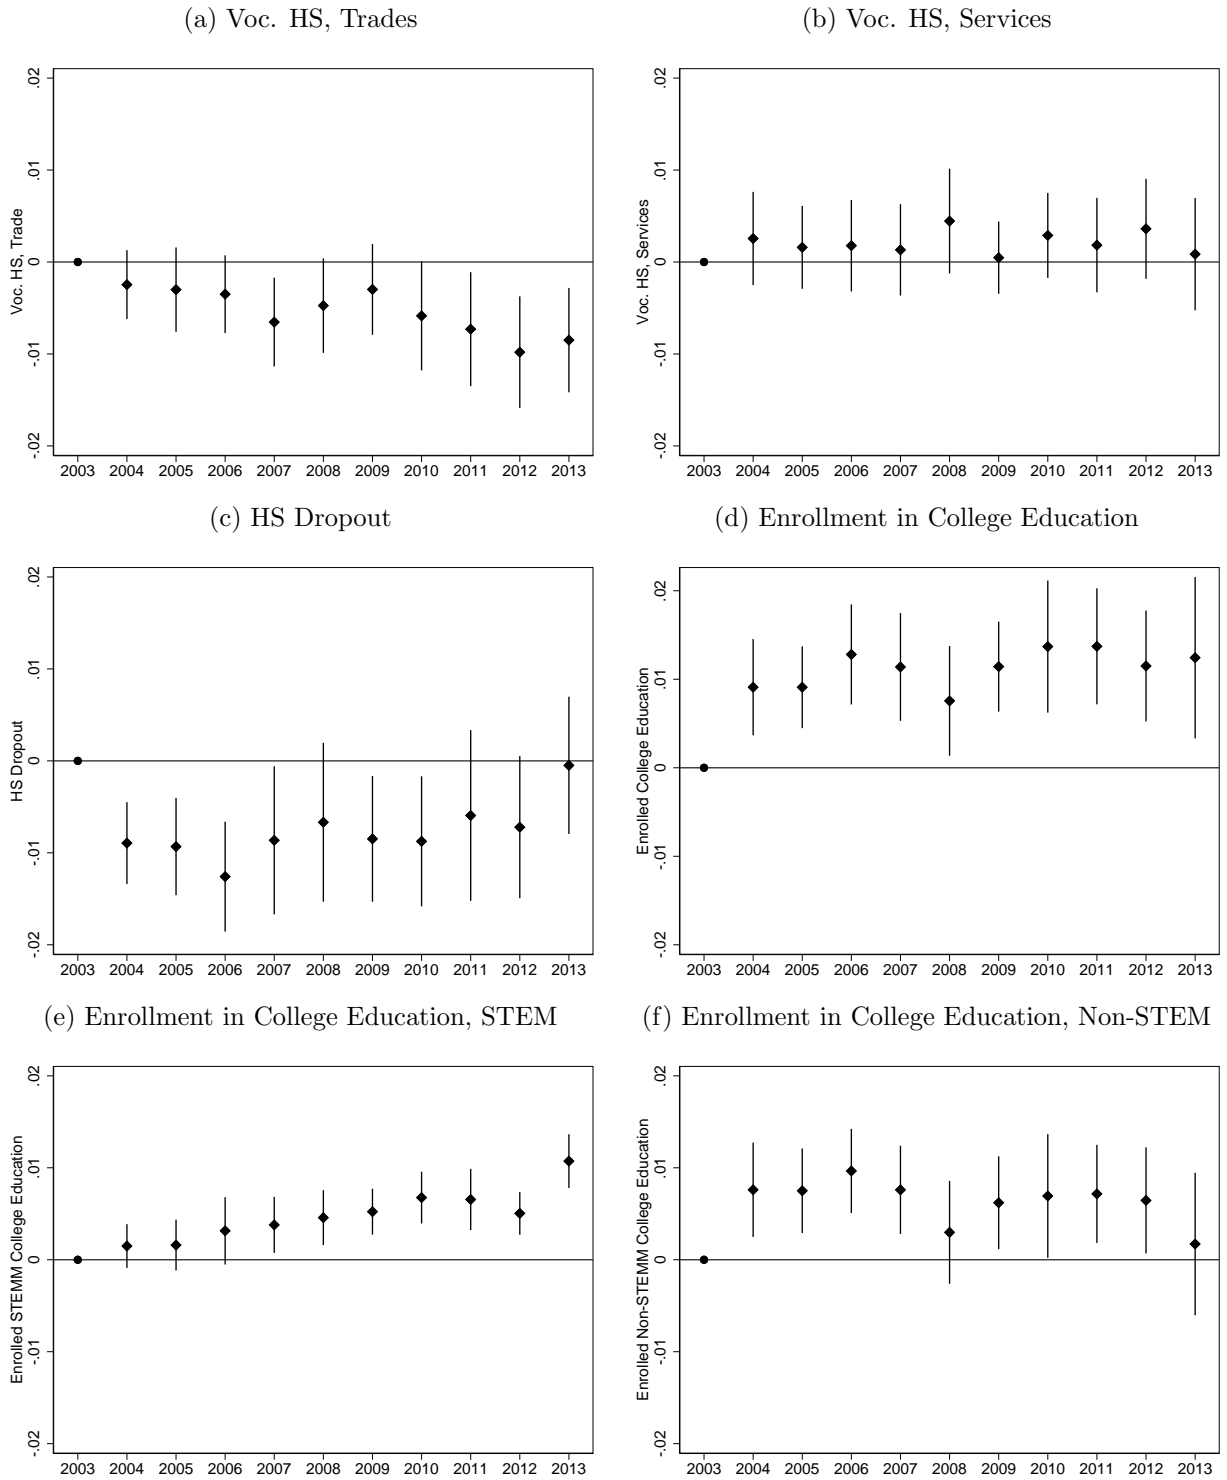 (a) Voc. HS, Trades
Voc. HS, Trade
.02
.01
0
-.01
-.02
2003 2004 2005 2006 2007 2008 2009 2010 2011 2012 2013
(b) Voc. HS, Services
Voc. HS, Services
.02
.01
0
-.01
-.02
2003 2004 2005 2006 2007 2008 2009 2010 2011 2012 2013
(c) HS Dropout
HS Dropout
.02
.01
0
-.01
-.02
2003 2004 2005 2006 2007 2008 2009 2010 2011 2012 2013
(d) Enrollment in College Education
Enrolled College Education
.02
.01
0
-.01
-.02
2003 2004 2005 2006 2007 2008 2009 2010 2011 2012 2013
(e) Enrollment in College Education, STEM
Enrolled STEMM College Education
.02
.01
0
-.01
-.02
2003 2004 2005 2006 2007 2008 2009 2010 2011 2012 2013
(f) Enrollment in College Education, Non-STEM
Enrolled Non-STEMM College Education
.02
.01
0
-.01
-.02
2003 2004 2005 2006 2007 2008 2009 2010 2011 2012 2013